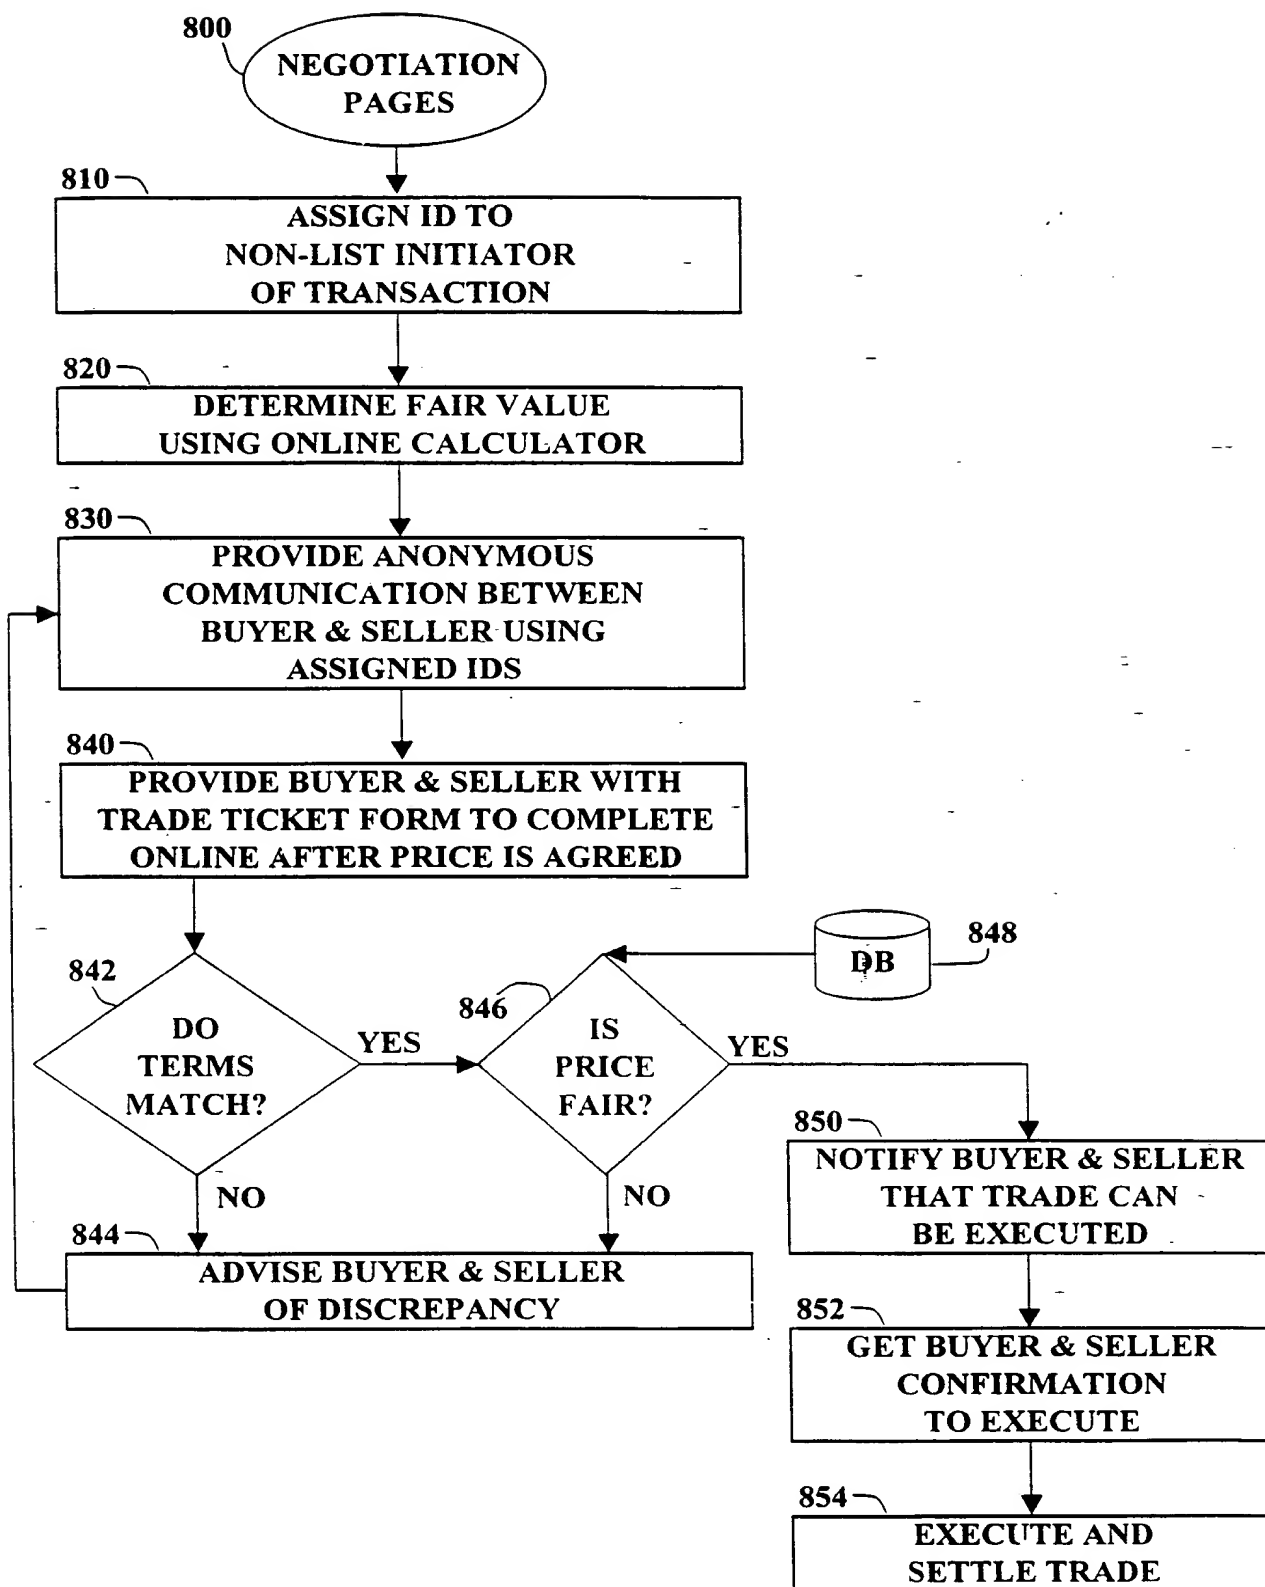 800
NEGOTIATION
PAGES
810
ASSIGN ID TO
NON-LIST INITIATOR
OF TRANSACTION
820
DETERMINE FAIR VALUE
USING ONLINE CALCULATOR
830
PROVIDE ANONYMOUS
COMMUNICATION BETWEEN
BUYER & SELLER USING
ASSIGNED IDS
840
PROVIDE BUYER & SELLER WITH
TRADE TICKET FORM TO COMPLETE
ONLINE AFTER PRICE IS AGREED
842
DO
TERMS
MATCH?
YES
NO
846
IS
PRICE
FAIR?
YES
NO
DB
848
844
ADVISE BUYER & SELLER
OF DISCREPANCY
850
NOTIFY BUYER & SELLER
THAT TRADE CAN
BE EXECUTED
852
GET BUYER & SELLER
CONFIRMATION
TO EXECUTE
854
EXECUTE AND
SETTLE TRADE